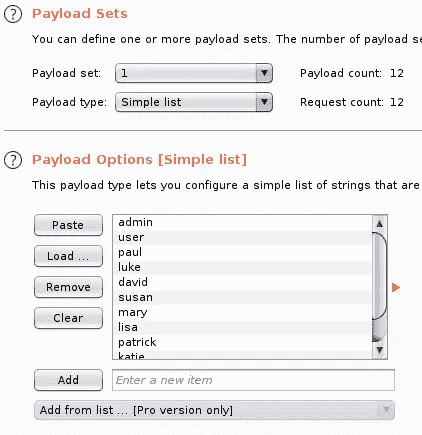 Payload Sets
You can define one or more payload sets. The number of payload se
Payload set: 1 Payload count: 12
Payload type: Simple list Request count: 12
Payload Options [Simple list]
This payload type lets you configure a simple list of strings that are
Paste
Load ...
Remove
Clear
admin
user
paul
luke
david
susan
mary
lisa
patrick
katie
Add
Enter a new item
Add from list ... [Pro version only]